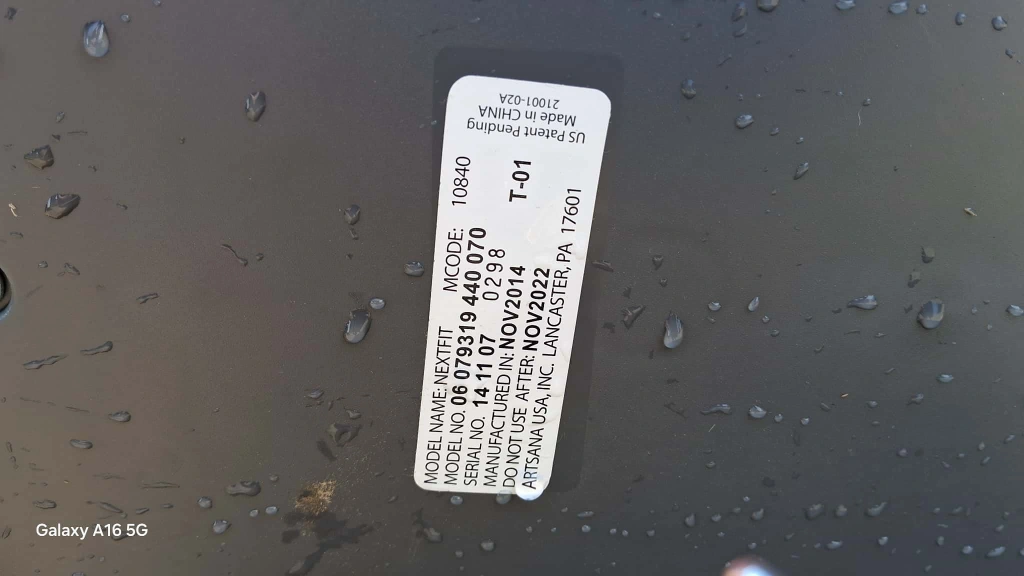 MODEL NAME: NEXTFIT MCODE: 10840
MODEL NO. 06 079319 440 070
SERIAL NO. 14 11 07 0298
MANUFACTURED IN: NOV2014 T-01
DO NOT USE AFTER: NOV2022
ARTSANA USA, INC. LANCASTER, PA 17601
US Patent Pending
Made in CHINA
21001-02A
Galaxy A16 5G